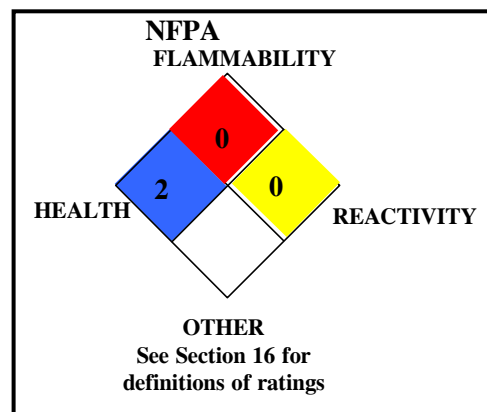 NFPA
FLAMMABILITY
0
2
0
HEALTH
REACTIVITY
OTHER
See Section 16 for
definitions of ratings